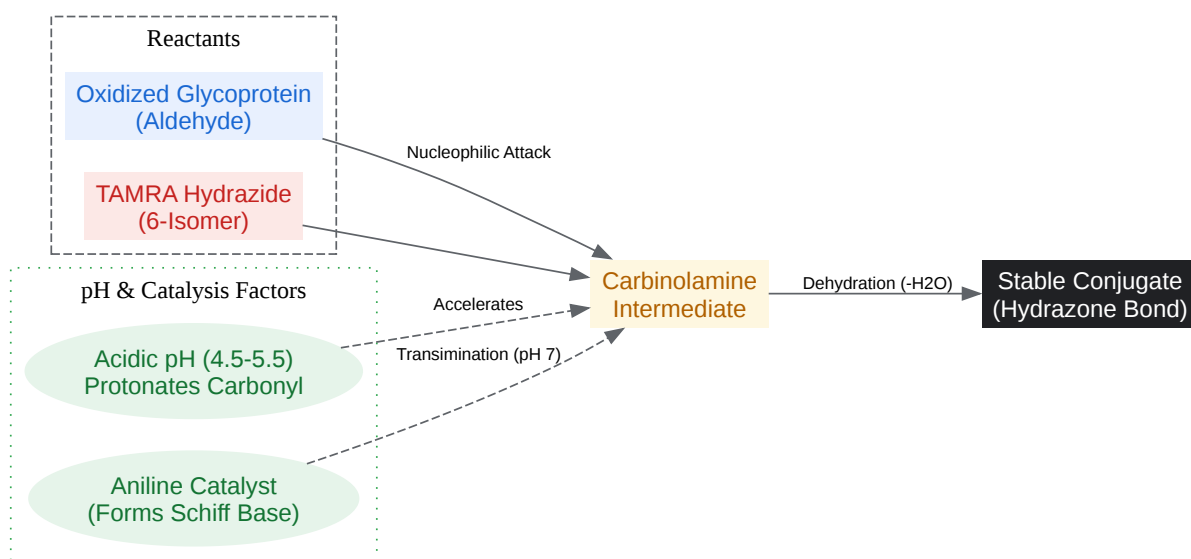 Reactants
Oxidized Glycoprotein
(Aldehyde)
Nucleophilic Attack
TAMRA Hydrazide
(6-Isomer)
pH & Catalysis Factors
Accelerates
Acidic pH (4.5-5.5)
Protonates Carbonyl
Transimination (pH 7)
Aniline Catalyst
(Forms Schiff Base)
Carbinolamine
Intermediate
Dehydration (-H2O)
Stable Conjugate
(Hydrazone Bond)